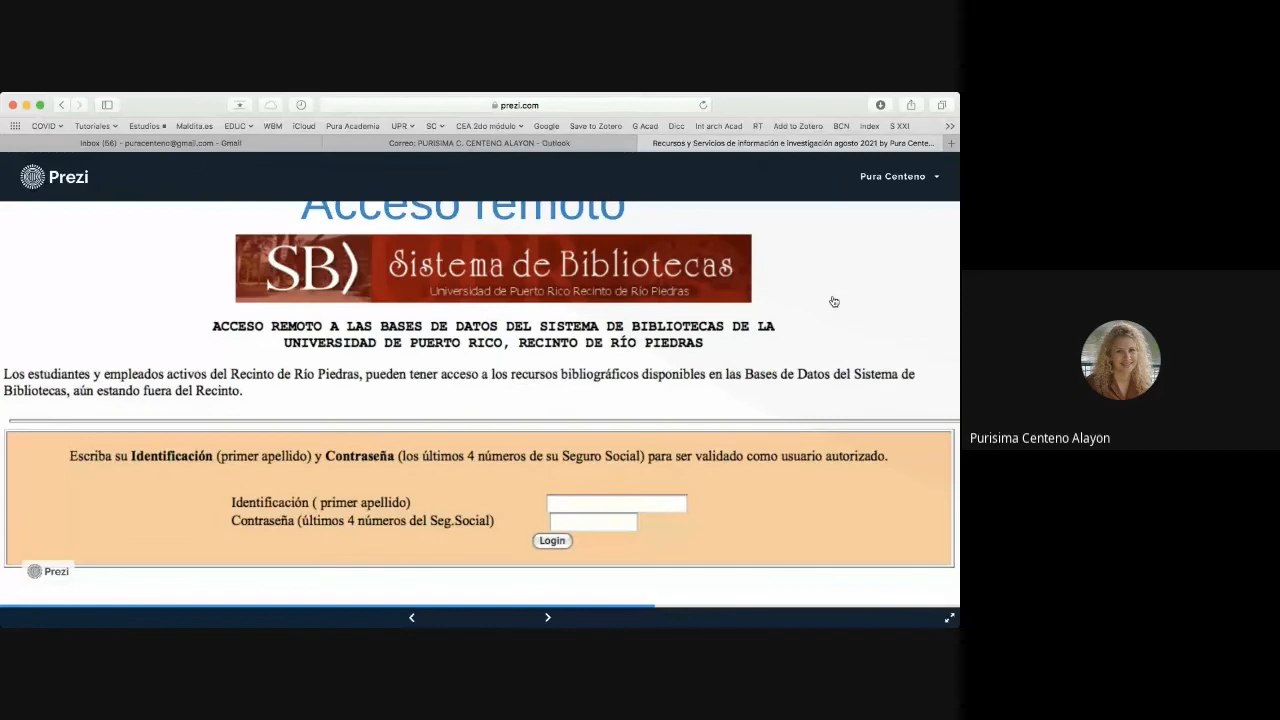 prezi.com
COVID Tutoriales Estudios Maldita.es EDUC WBM iCloud Pura Academia UPR SC CEA 2do módulo Google Save to Zotero G Acad Dicc Int arch Acad RT Add to Zotero BCN Index S XXI
Inbox (56) - puracenteno@gmail.com - Gmail
Correo: PURISIMA C. CENTENO ALAYON - Outlook
Recursos y Servicios de información e investigación agosto 2021 by Pura Cente...
Prezi
Pura Centeno
Acceso remoto
SB) Sistema de Bibliotecas
Universidad de Puerto Rico Recinto de Río Piedras
ACCESO REMOTO A LAS BASES DE DATOS DEL SISTEMA DE BIBLIOTECAS DE LA
UNIVERSIDAD DE PUERTO RICO, RECINTO DE RÍO PIEDRAS
Los estudiantes y empleados activos del Recinto de Río Piedras, pueden tener acceso a los recursos bibliográficos disponibles en las Bases de Datos del Sistema de
Bibliotecas, aún estando fuera del Recinto.
Escriba su Identificación (primer apellido) y Contraseña (los últimos 4 números de su Seguro Social) para ser validado como usuario autorizado.
Identificación ( primer apellido)
Contraseña (últimos 4 números del Seg.Social)
Login
Prezi
Purisima Centeno Alayon